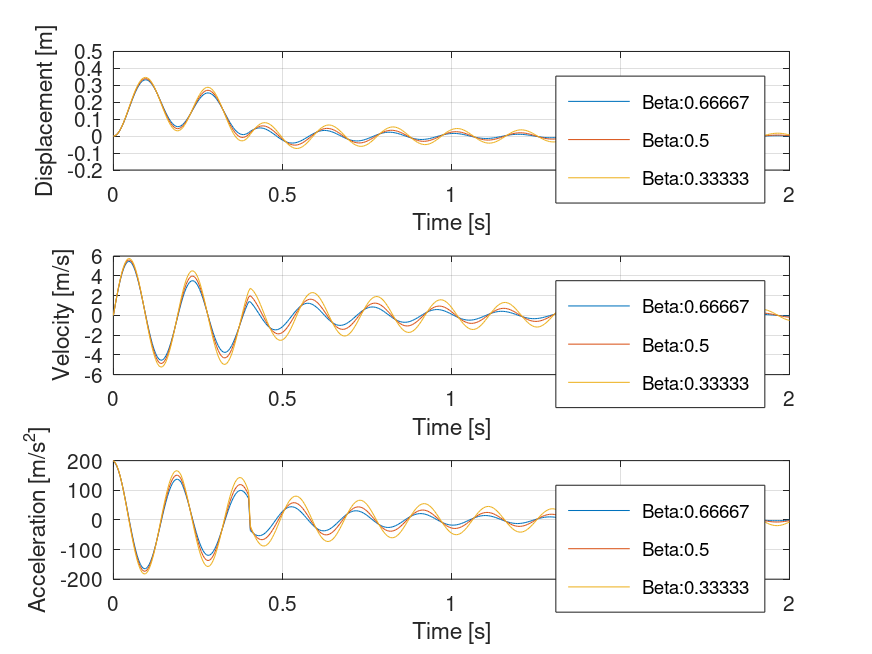 Displacement [m]
0.5
0.4
0.3
0.2
0.1
0
-0.1
-0.2
0 0.5 1 2
Time [s]
Beta:0.66667
Beta:0.5
Beta:0.33333
Velocity [m/s]
6
4
2
0
-2
-4
-6
0 0.5 1 2
Time [s]
Beta:0.66667
Beta:0.5
Beta:0.33333
Acceleration [m/s²]
200
100
0
-100
-200
0 0.5 1 2
Time [s]
Beta:0.66667
Beta:0.5
Beta:0.33333